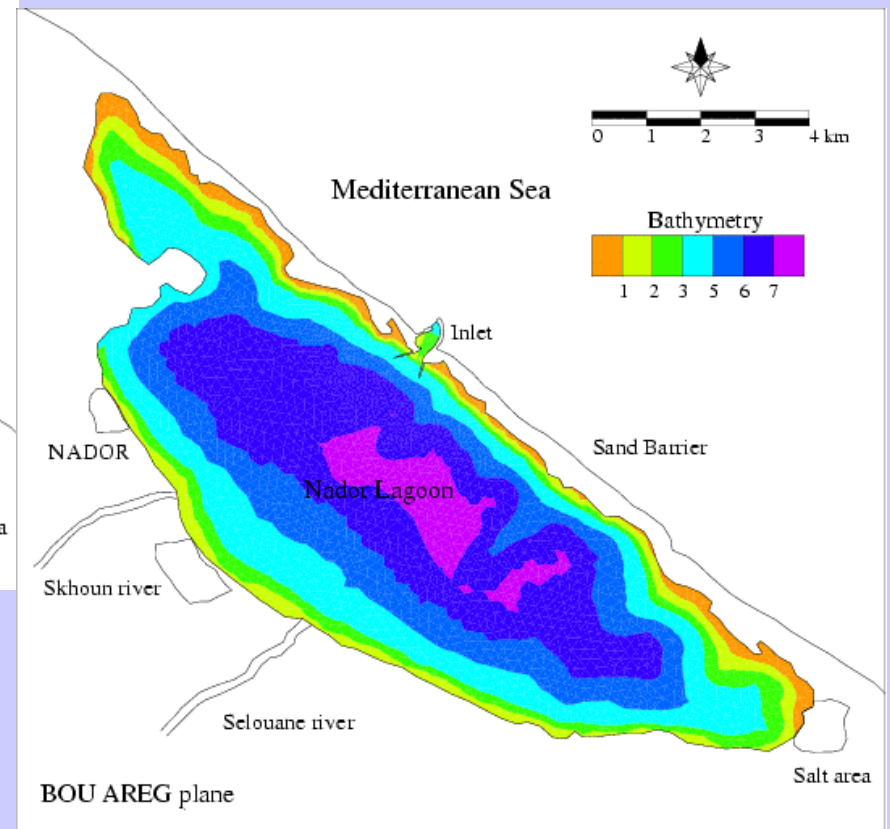 0 1 2 3 4 km
Mediterranean Sea
Bathymetry
1 2 3 5 6 7
Inlet
Sand Barrier
NADOR
Nador Lagoon
a
Skhoun river
Selouane river
Salt area
BOU AREG plane